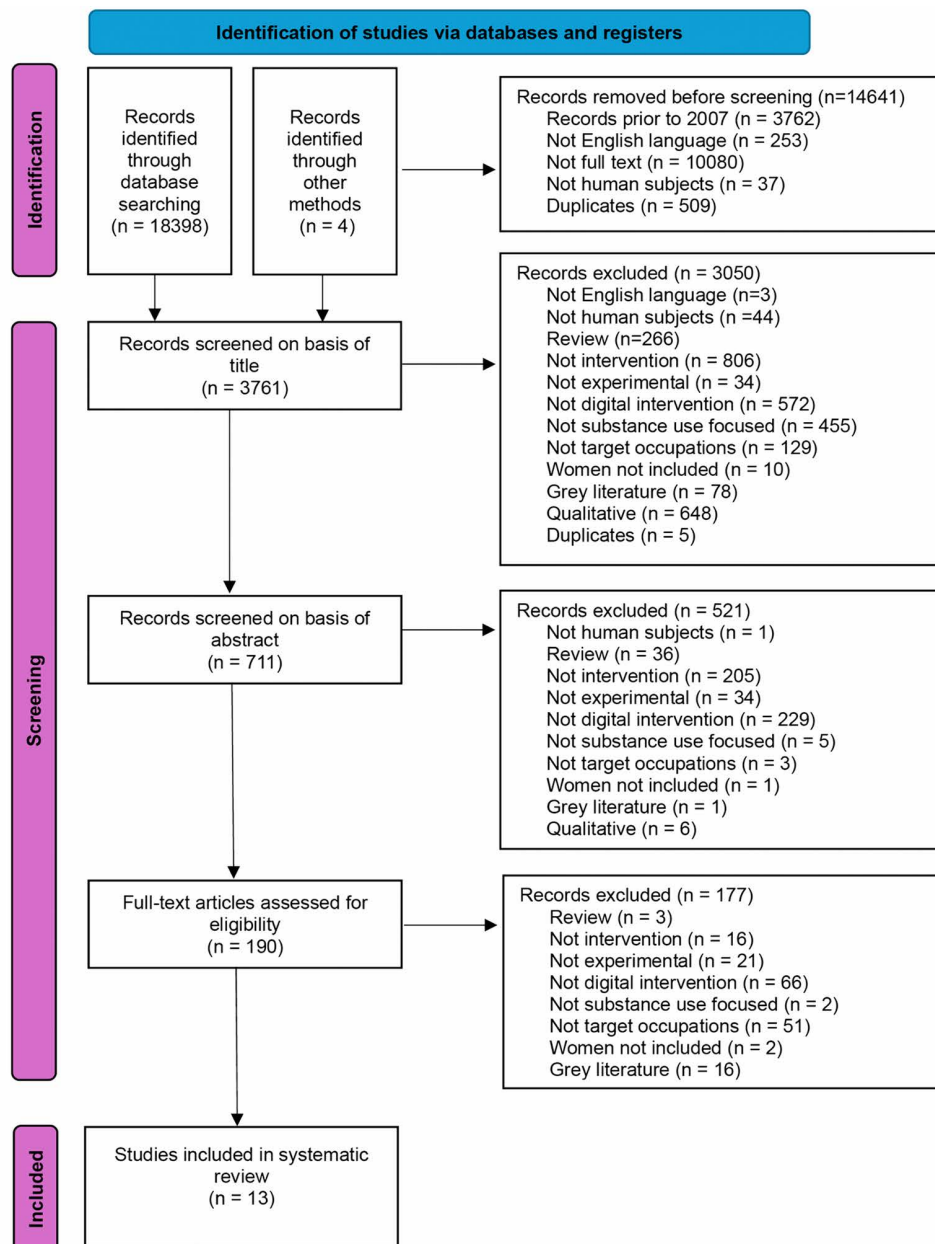 Identification of studies via databases and registers
Identification
Records
identified
through
database
searching
(n = 18398)
Records
identified
through
other
methods
(n = 4)
Records removed before screening (n=14641)
Records prior to 2007 (n = 3762)
Not English language (n = 253)
Not full text (n = 10080)
Not human subjects (n = 37)
Duplicates (n = 509)
Screening
Records screened on basis of
title
(n = 3761)
Records excluded (n = 3050)
Not English language (n=3)
Not human subjects (n =44)
Review (n=266)
Not intervention (n = 806)
Not experimental (n = 34)
Not digital intervention (n = 572)
Not substance use focused (n = 455)
Not target occupations (n = 129)
Women not included (n = 10)
Grey literature (n = 78)
Qualitative (n = 648)
Duplicates (n = 5)
Records screened on basis of
abstract
(n = 711)
Records excluded (n = 521)
Not human subjects (n = 1)
Review (n = 36)
Not intervention (n = 205)
Not experimental (n = 34)
Not digital intervention (n = 229)
Not substance use focused (n = 5)
Not target occupations (n = 3)
Women not included (n = 1)
Grey literature (n = 1)
Qualitative (n = 6)
Full-text articles assessed for
eligibility
(n = 190)
Records excluded (n = 177)
Review (n = 3)
Not intervention (n = 16)
Not experimental (n = 21)
Not digital intervention (n = 66)
Not substance use focused (n = 2)
Not target occupations (n = 51)
Women not included (n = 2)
Grey literature (n = 16)
Included
Studies included in systematic
review
(n = 13)